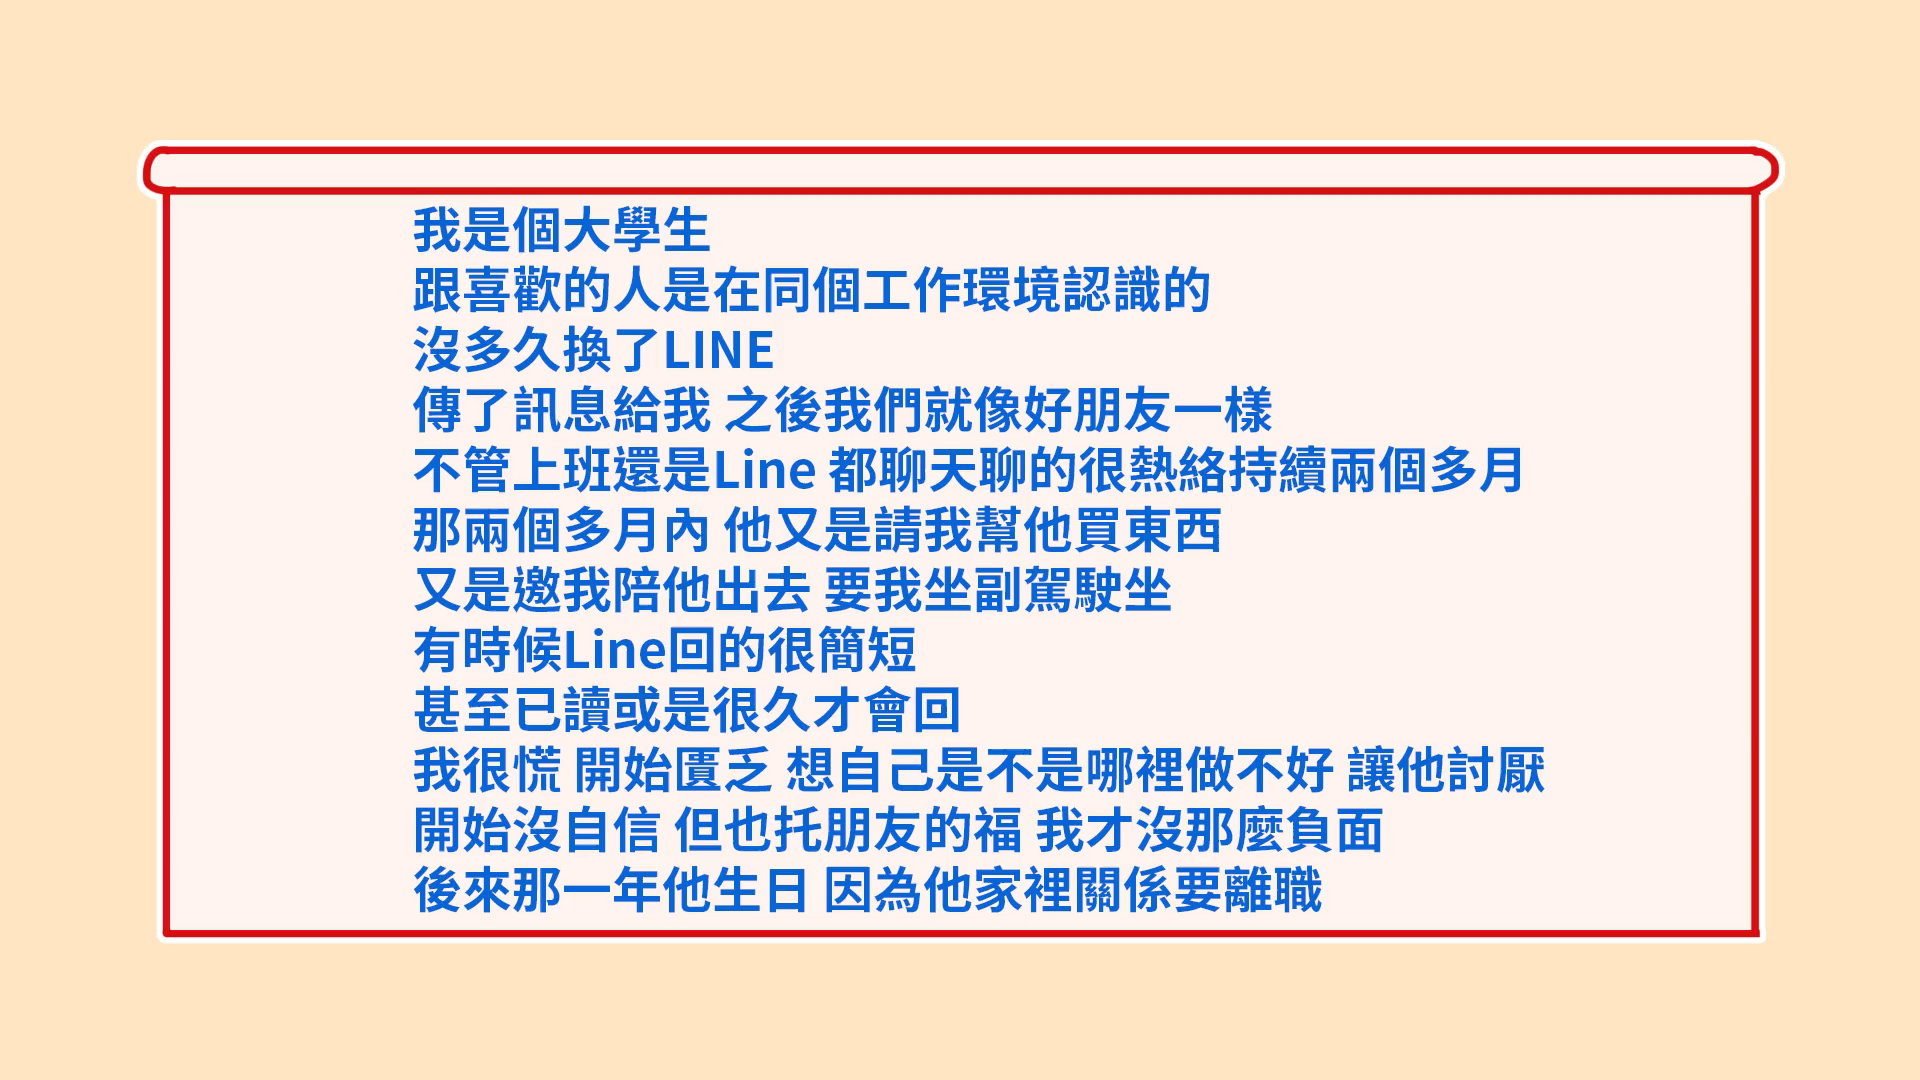 我是個大學生
跟喜歡的人是在同個工作環境認識的
沒多久換了LINE
傳了訊息給我 之後我們就像好朋友一樣
不管上班還是Line 都聊天聊的很熱絡持續兩個多月
那兩個多月內 他又是請我幫他買東西
又是邀我陪他出去 要我坐副駕駛坐
有時候Line回的很簡短
甚至已讀或是很久才會回
我很慌 開始匱乏 想自己是不是哪裡做不好 讓他討厭
開始沒自信 但也托朋友的福 我才沒那麼負面
後來那一年他生日 因為他家裡關係要離職